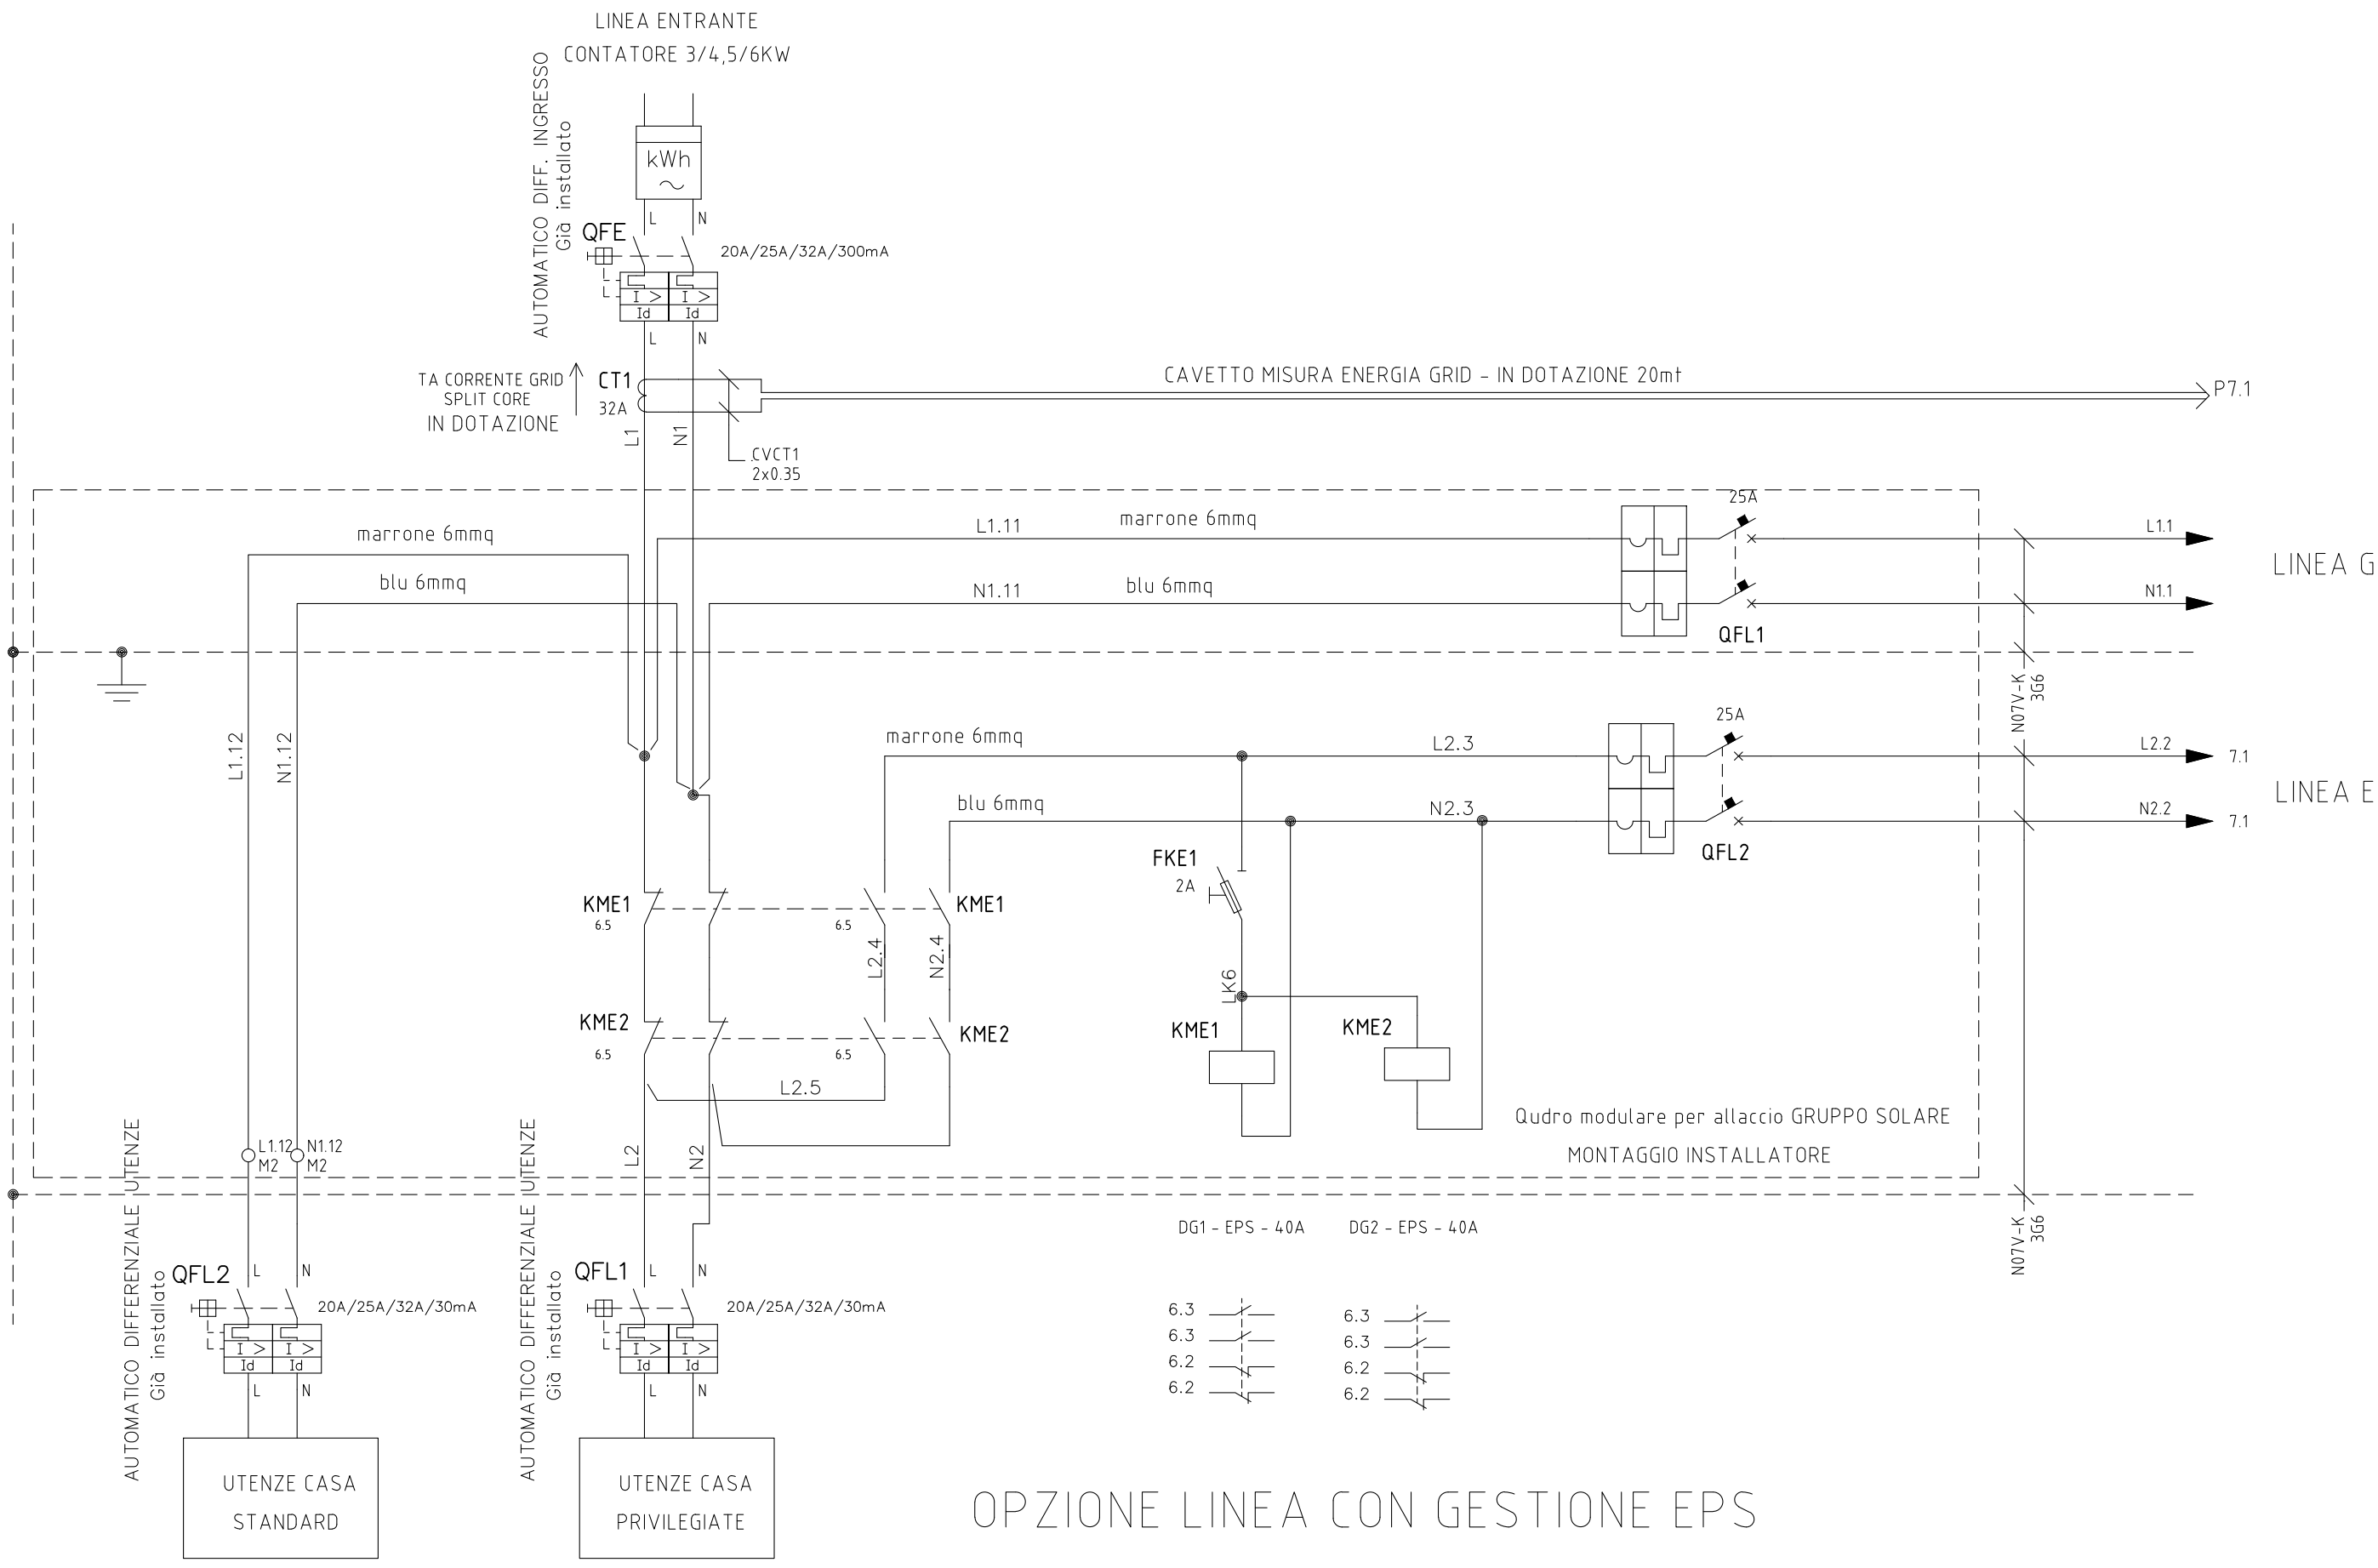 LINEA ENTRANTE
CONTATORE 3/4,5/6KW
AUTOMATICO DIFF. INGRESSO
Già installato
kWh
L
N
QFE
20A/25A/32A/300mA
I >
I >
Id
Id
L
N
TA CORRENTE GRID
SPLIT CORE
IN DOTAZIONE
CT1
32A
CAVETTO MISURA ENERGIA GRID - IN DOTAZIONE 20mt
P7.1
L1
N1
.CVCT1
2x0.35
25A
marrone 6mmq
L1.11
marrone 6mmq
L1.1
LINEA G
blu 6mmq
N1.11
blu 6mmq
N1.1
QFL1
N07V-K
3G6
L1.12
N1.12
25A
marrone 6mmq
L2.3
L2.2
7.1
LINEA E
blu 6mmq
N2.3
N2.2
7.1
QFL2
FKE1
2A
KME1
6.5
6.5
KME1
L2.4
N2.4
LK6
KME2
6.5
6.5
KME2
KME1
KME2
L2.5
Qudro modulare per allaccio GRUPPO SOLARE
MONTAGGIO INSTALLATORE
L1.12
M2
N1.12
M2
L2
N2
AUTOMATICO DIFFERENZIALE UTENZE
Già installato
AUTOMATICO DIFFERENZIALE UTENZE
Già installato
DG1 - EPS - 40A
DG2 - EPS - 40A
N07V-K
3G6
QFL2
L
N
20A/25A/32A/30mA
I >
I >
Id
Id
L
N
QFL1
L
N
20A/25A/32A/30mA
I >
I >
Id
Id
L
N
6.3
6.3
6.2
6.2
6.3
6.3
6.2
6.2
UTENZE CASA
STANDARD
UTENZE CASA
PRIVILEGIATE
OPZIONE LINEA CON GESTIONE EPS